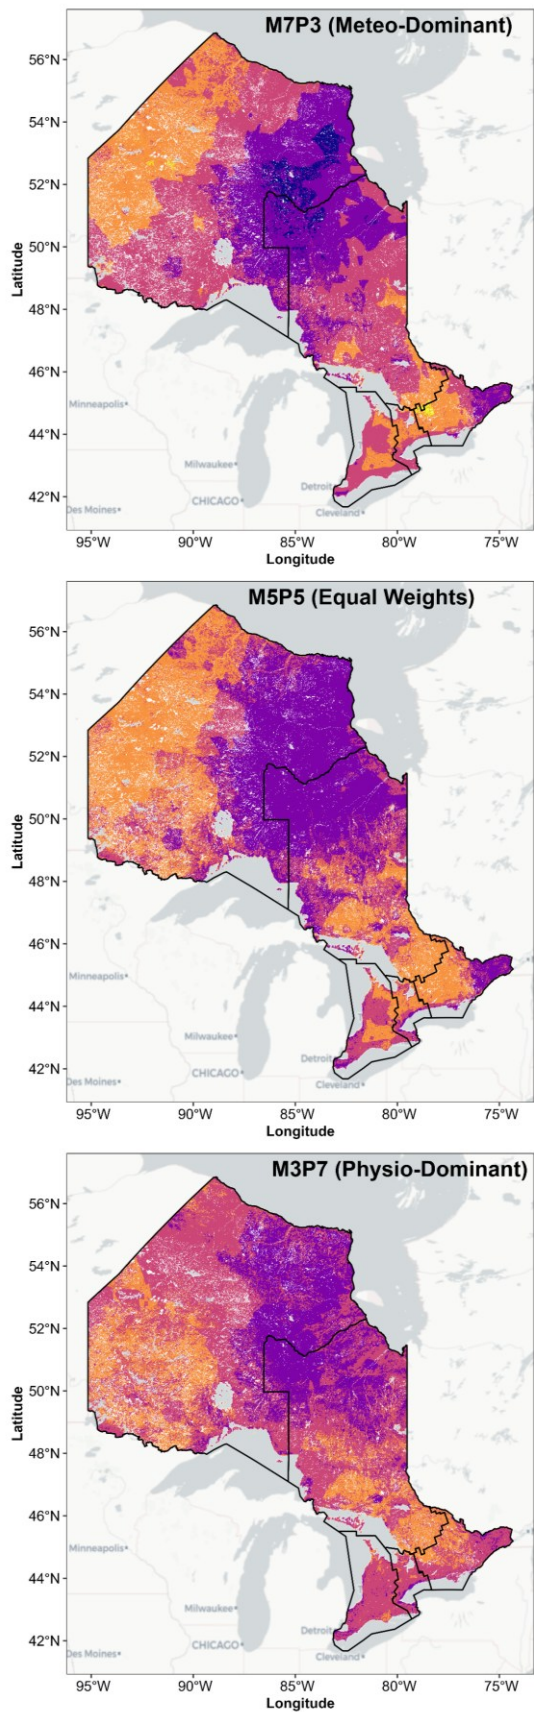 M7P3 (Meteo-Dominant)
56°N
54°N
52°N
50°N
48°N
46°N
44°N
42°N
Latitude
Minneapolis
Milwaukee
Detroit
CHICAGO
Cleveland
Des Moines
95°W 90°W 85°W 80°W 75°W
Longitude
M5P5 (Equal Weights)
56°N
54°N
52°N
50°N
48°N
46°N
44°N
42°N
Latitude
Minneapolis
Milwaukee
Detroit
CHICAGO
Cleveland
Des Moines
95°W 90°W 85°W 80°W 75°W
Longitude
M3P7 (Physio-Dominant)
56°N
54°N
52°N
50°N
48°N
46°N
44°N
42°N
Latitude
Minneapolis
Milwaukee
Detroit
CHICAGO
Cleveland
Des Moines
95°W 90°W 85°W 80°W 75°W
Longitude